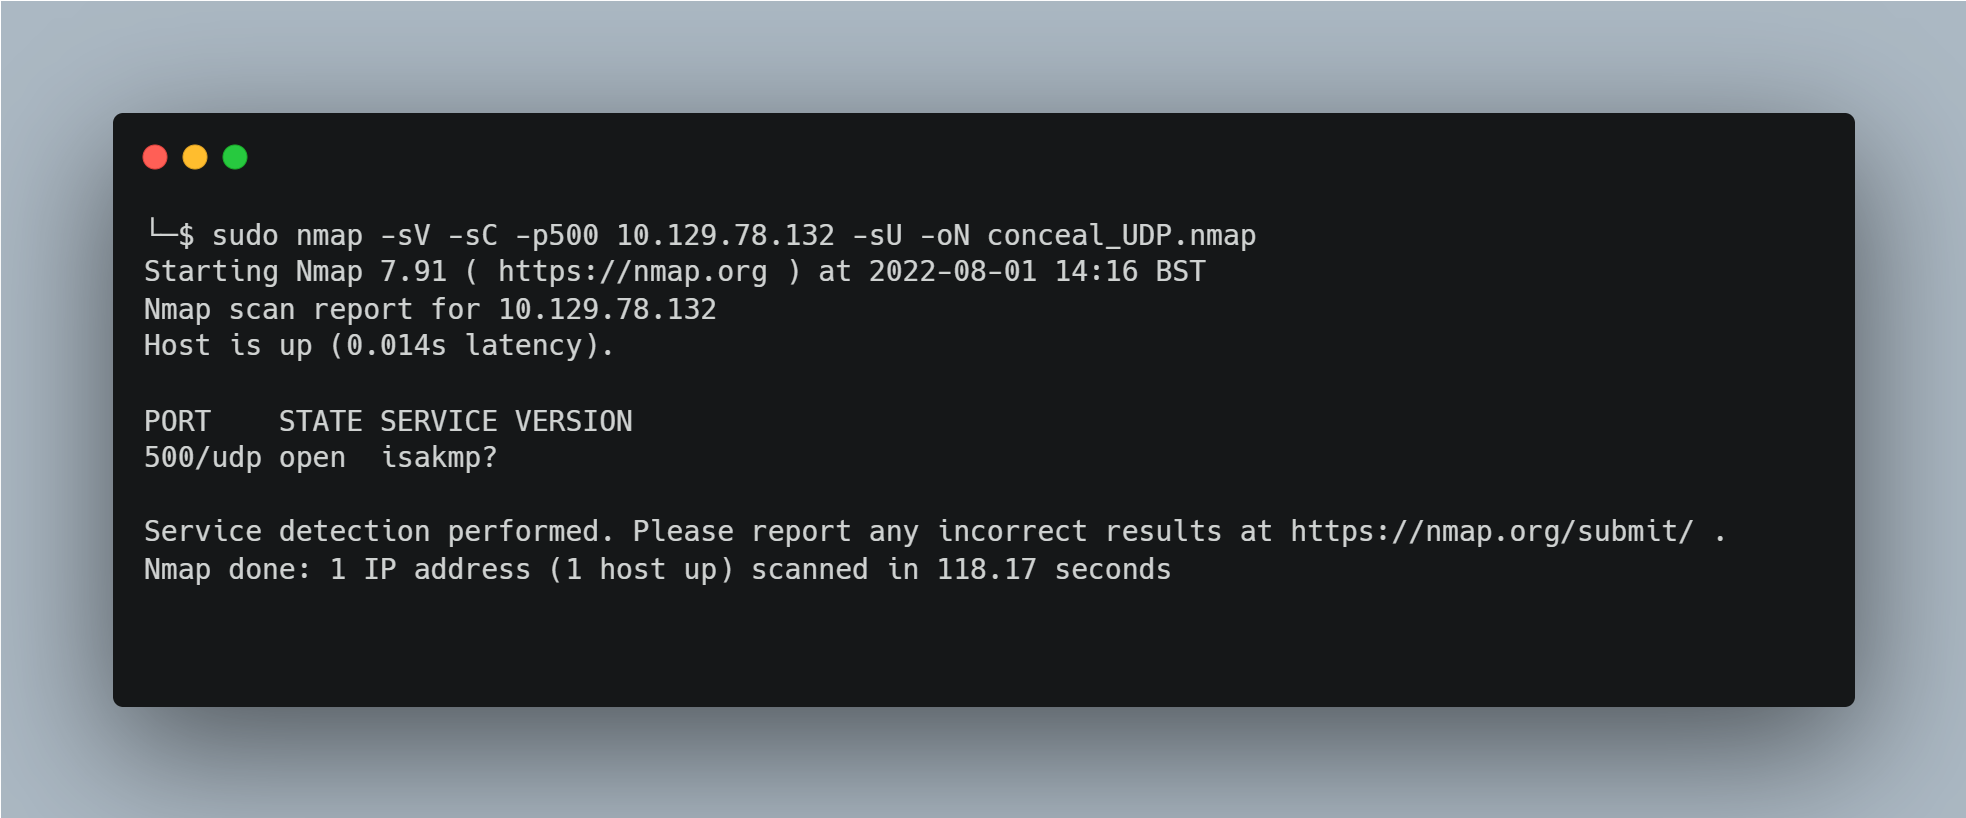 └─$ sudo nmap -sV -sC -p500 10.129.78.132 -sU -oN conceal_UDP.nmap
Starting Nmap 7.91 ( https://nmap.org ) at 2022-08-01 14:16 BST
Nmap scan report for 10.129.78.132
Host is up (0.014s latency).
PORT    STATE SERVICE VERSION
500/udp open  isakmp?
Service detection performed. Please report any incorrect results at https://nmap.org/submit/ .
Nmap done: 1 IP address (1 host up) scanned in 118.17 seconds